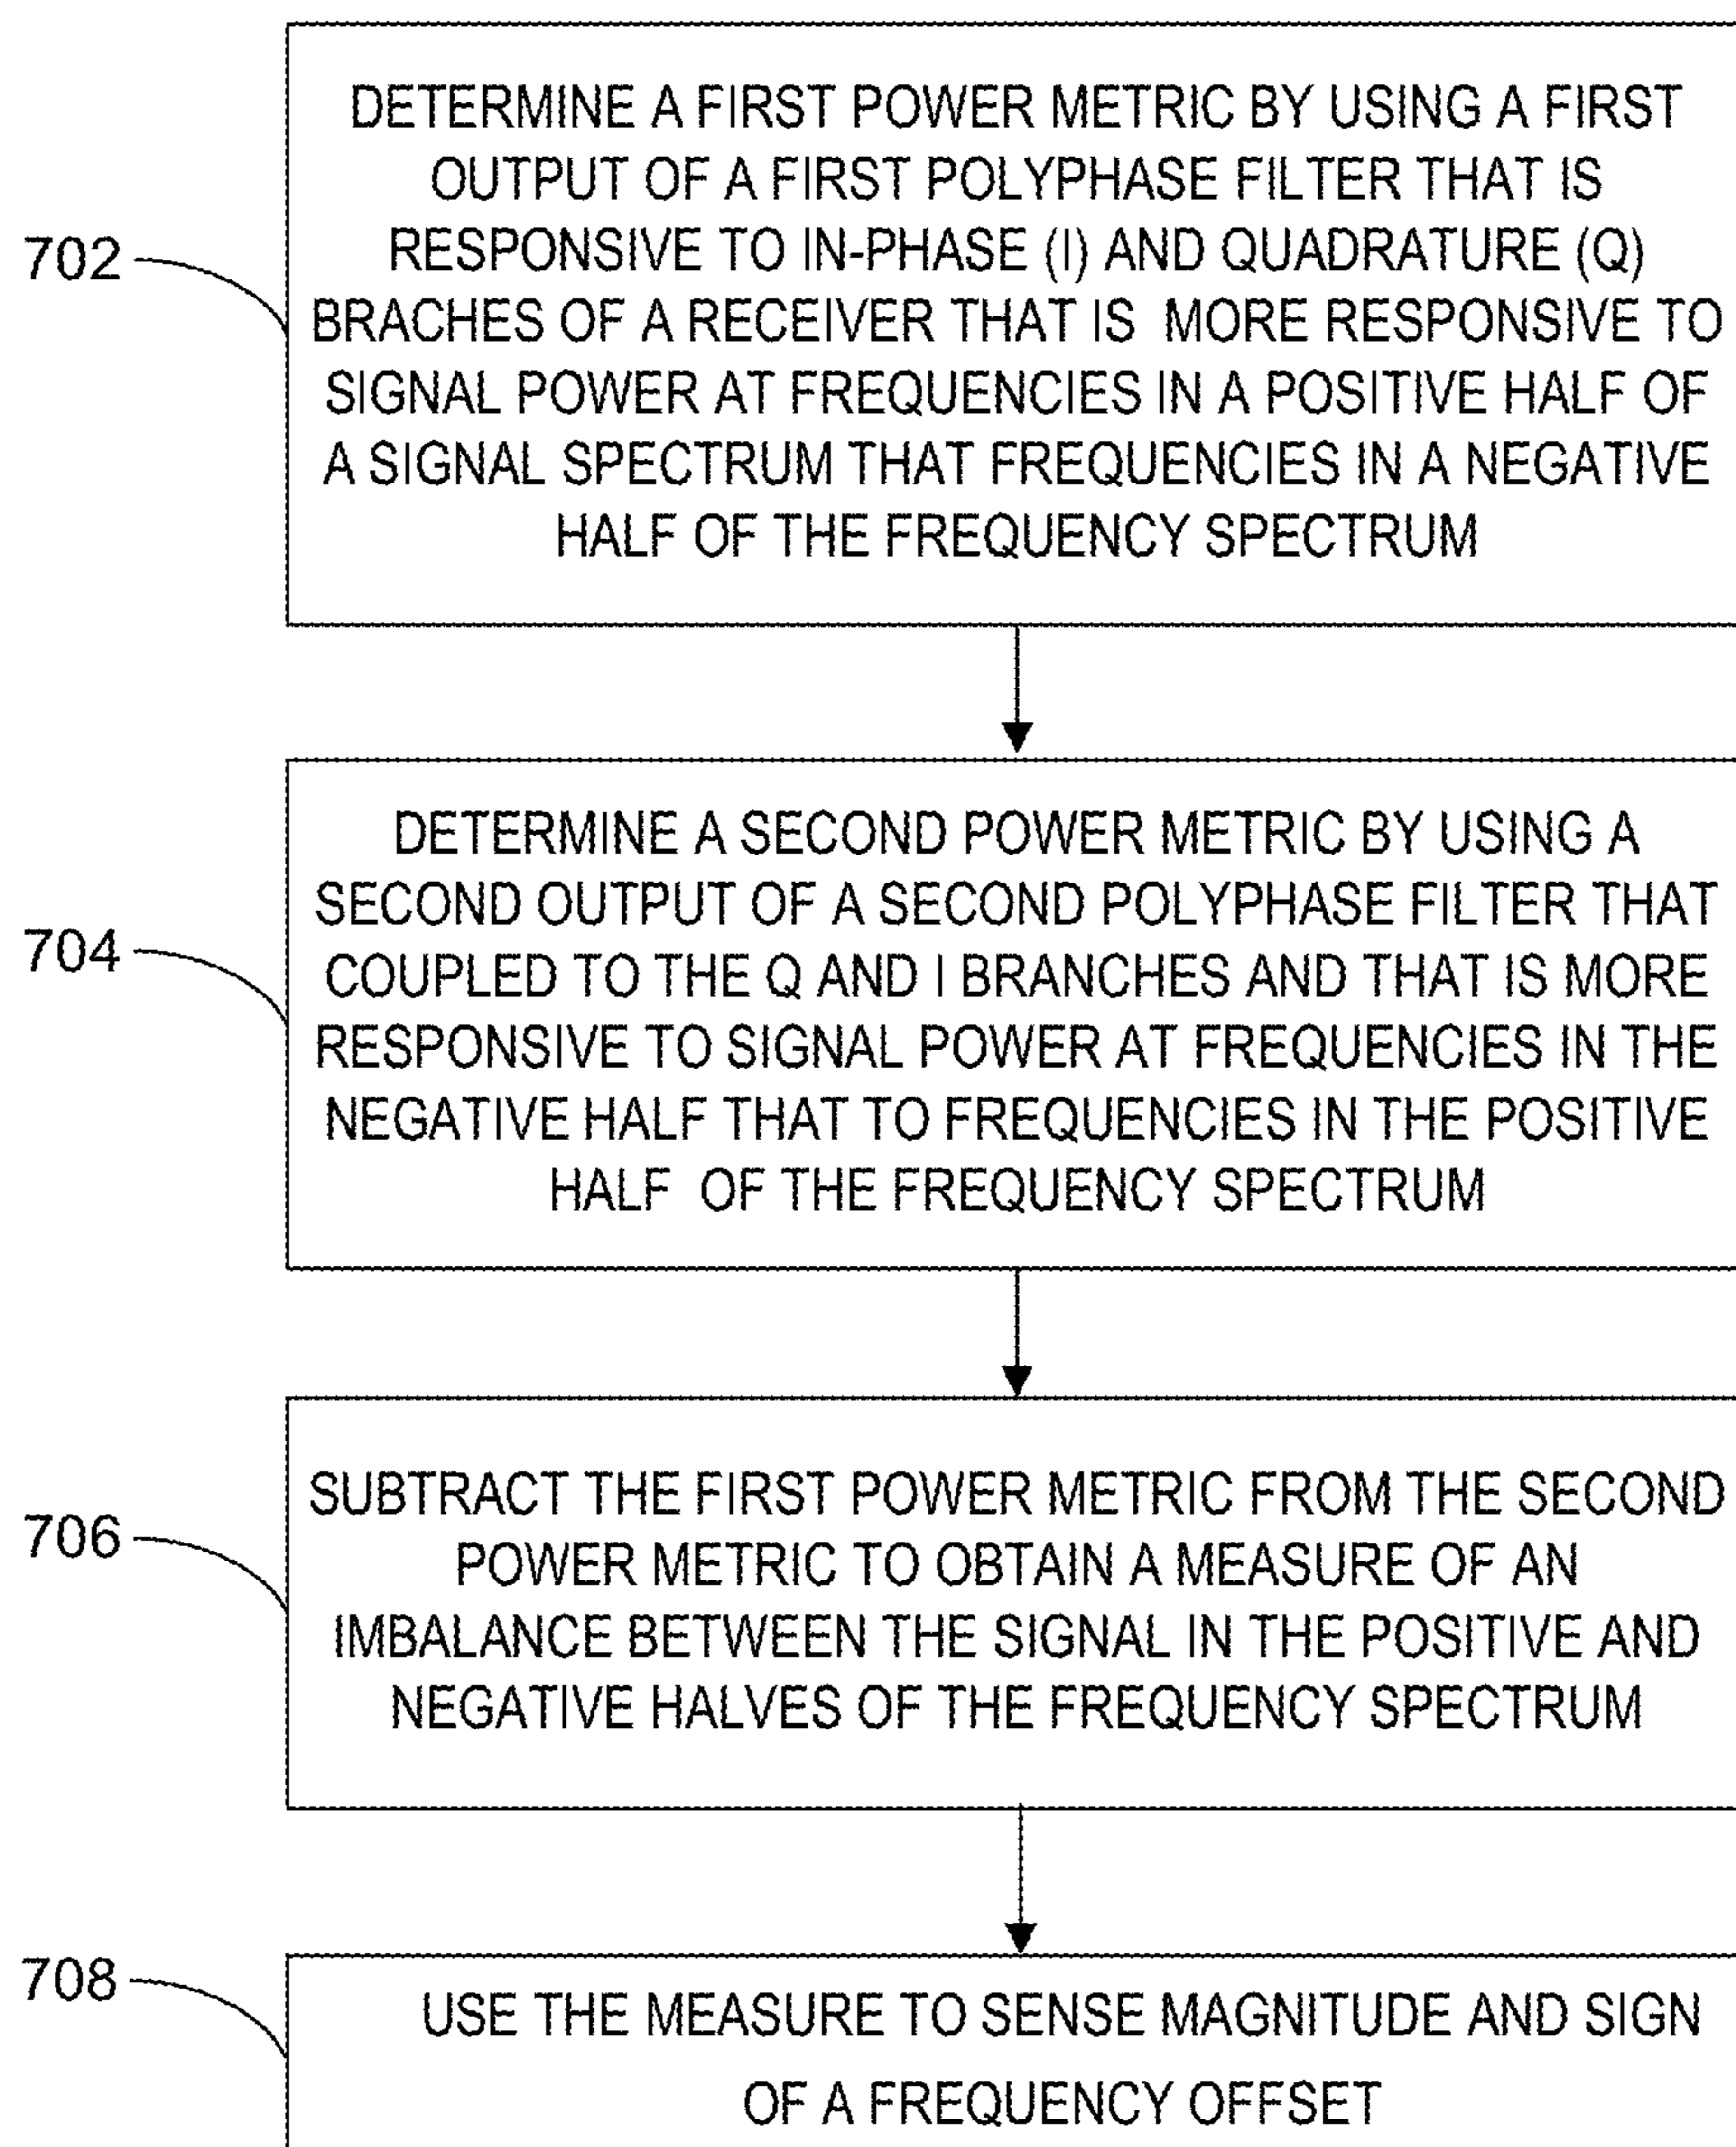 702
DETERMINE A FIRST POWER METRIC BY USING A FIRST
OUTPUT OF A FIRST POLYPHASE FILTER THAT IS
RESPONSIVE TO IN-PHASE (I) AND QUADRATURE (Q)
BRACHES OF A RECEIVER THAT IS MORE RESPONSIVE TO
SIGNAL POWER AT FREQUENCIES IN A POSITIVE HALF OF
A SIGNAL SPECTRUM THAT FREQUENCIES IN A NEGATIVE
HALF OF THE FREQUENCY SPECTRUM
704
DETERMINE A SECOND POWER METRIC BY USING A
SECOND OUTPUT OF A SECOND POLYPHASE FILTER THAT
COUPLED TO THE Q AND I BRANCHES AND THAT IS MORE
RESPONSIVE TO SIGNAL POWER AT FREQUENCIES IN THE
NEGATIVE HALF THAT TO FREQUENCIES IN THE POSITIVE
HALF OF THE FREQUENCY SPECTRUM
706
SUBTRACT THE FIRST POWER METRIC FROM THE SECOND
POWER METRIC TO OBTAIN A MEASURE OF AN
IMBALANCE BETWEEN THE SIGNAL IN THE POSITIVE AND
NEGATIVE HALVES OF THE FREQUENCY SPECTRUM
708
USE THE MEASURE TO SENSE MAGNITUDE AND SIGN
OF A FREQUENCY OFFSET